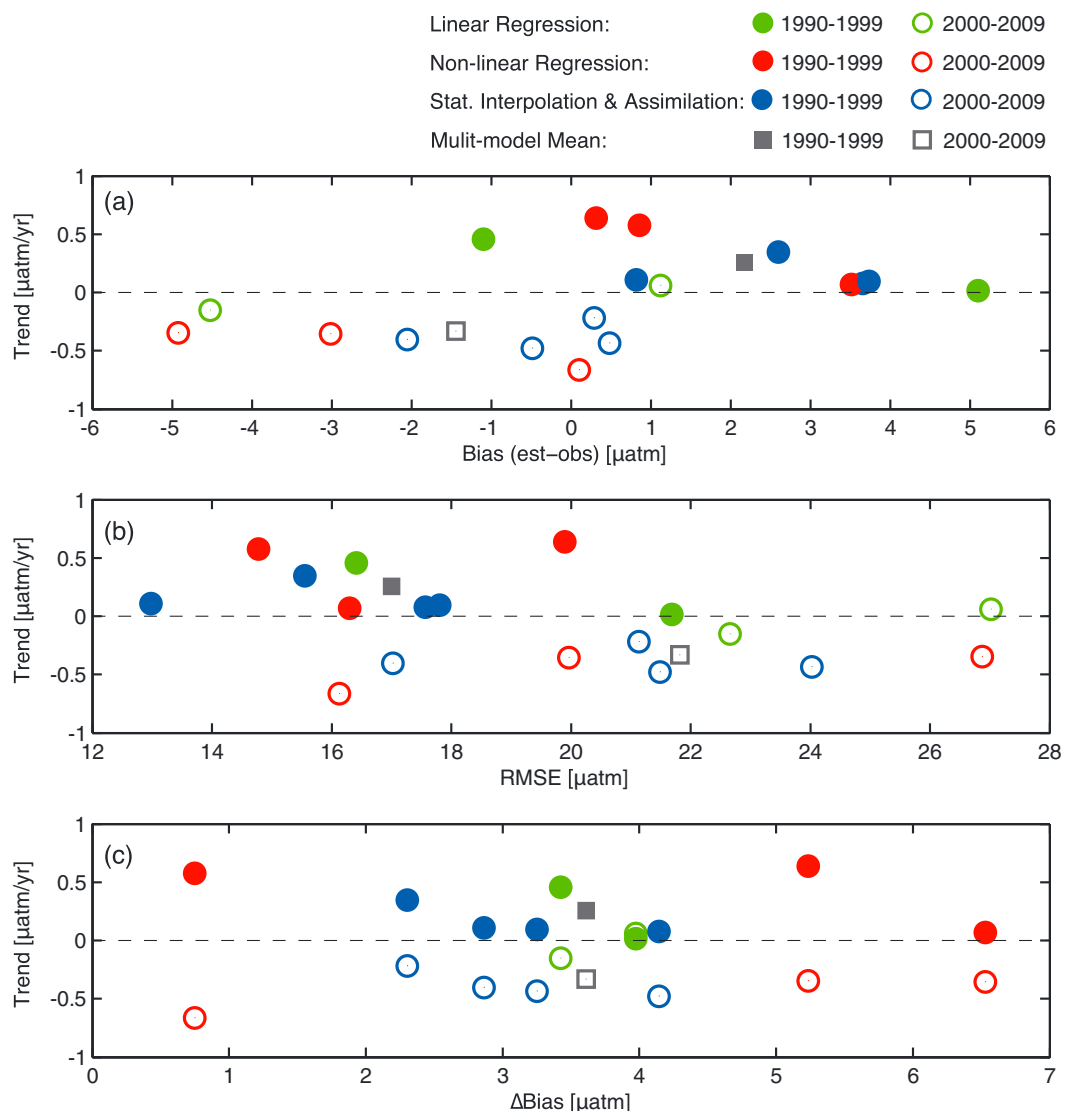 Linear Regression: 1990-1999 2000-2009
Non-linear Regression: 1990-1999 2000-2009
Stat. Interpolation & Assimilation: 1990-1999 2000-2009
Mulit-model Mean: 1990-1999 2000-2009
(a)
Trend [µatm/yr]
1
0.5
0
-0.5
-1
-6 -5 -4 -3 -2 -1 0 1 2 3 4 5 6
Bias (est−obs) [µatm]
(b)
Trend [µatm/yr]
1
0.5
0
-0.5
-1
12 14 16 18 20 22 24 26 28
RMSE [µatm]
(c)
Trend [µatm/yr]
1
0.5
0
-0.5
-1
0 1 2 3 4 5 6 7
ΔBias [µatm]